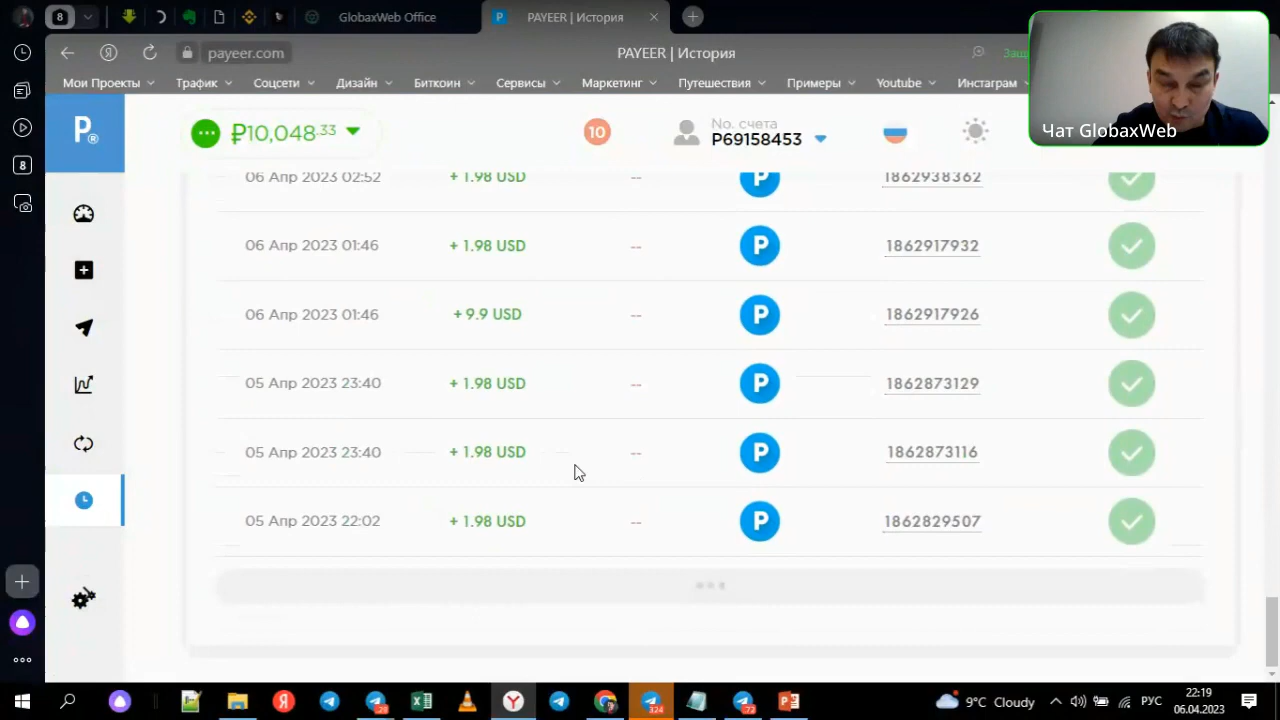 8
GlobaxWeb Office
PAYEER | История
payeer.com
PAYEER | История
Мои Проекты
Трафик
Соцсети
Дизайн
Биткоин
Сервисы
Маркетинг
Путешествия
Примеры
Youtube
Инстаграм
Чат GlobaxWeb
₽10,048.33
10
No. счета
P69158453
8
06 Апр 2023 02:52 + 1.98 USD -- 1862938362
06 Апр 2023 01:46 + 1.98 USD -- P 1862917932
06 Апр 2023 01:46 + 9.9 USD -- P 1862917926
05 Апр 2023 23:40 + 1.98 USD -- P 1862873129
05 Апр 2023 23:40 + 1.98 USD -- P 1862873116
05 Апр 2023 22:02 + 1.98 USD -- P 1862829507
9°C Cloudy
РУС
22:19
06.04.2023